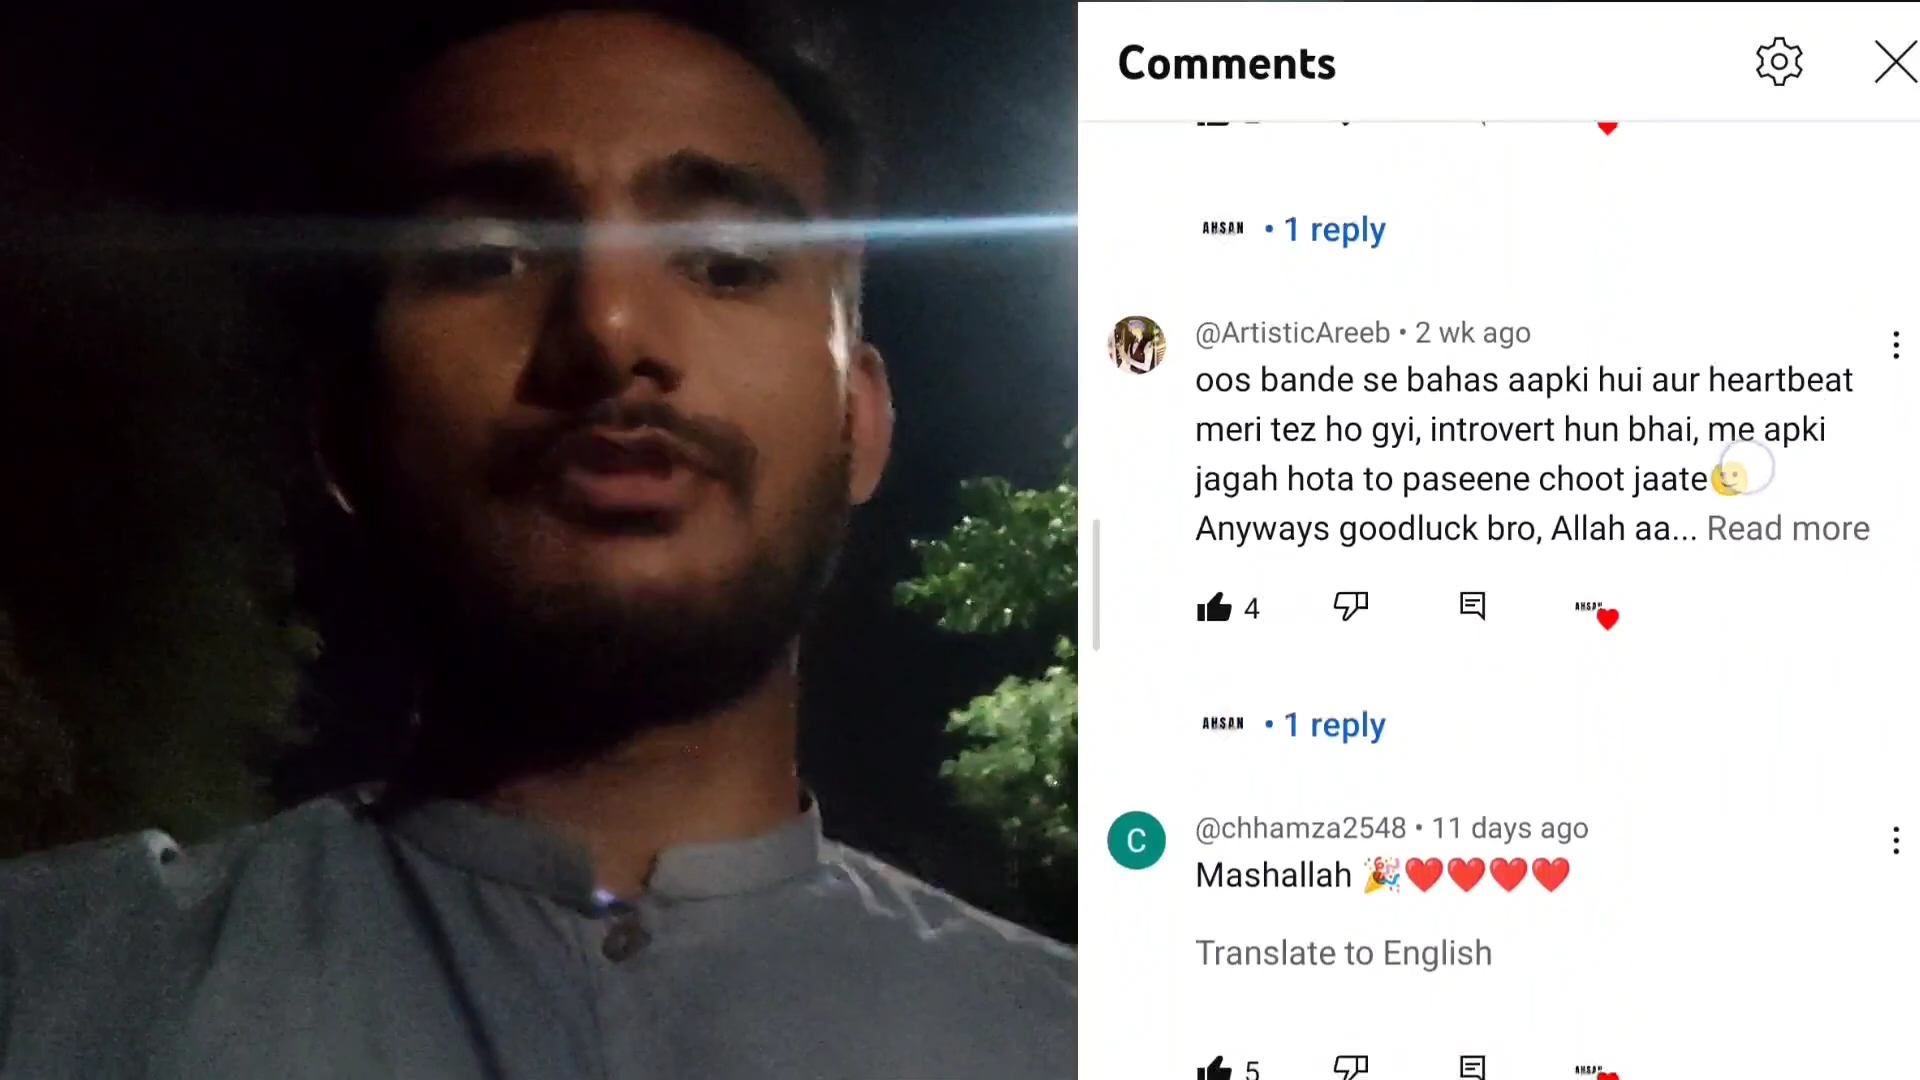 Comments
AHSAN • 1 reply
@ArtisticAreeb • 2 wk ago
oos bande se bahas aapki hui aur heartbeat
meri tez ho gyi, introvert hun bhai, me apki
jagah hota to paseene choot jaate
Anyways goodluck bro, Allah aa... Read more
4
AHSAN
AHSAN • 1 reply
C
@chhamza2548 • 11 days ago
Mashallah 🎉❤️❤️❤️❤️
Translate to English
5
AHSAN